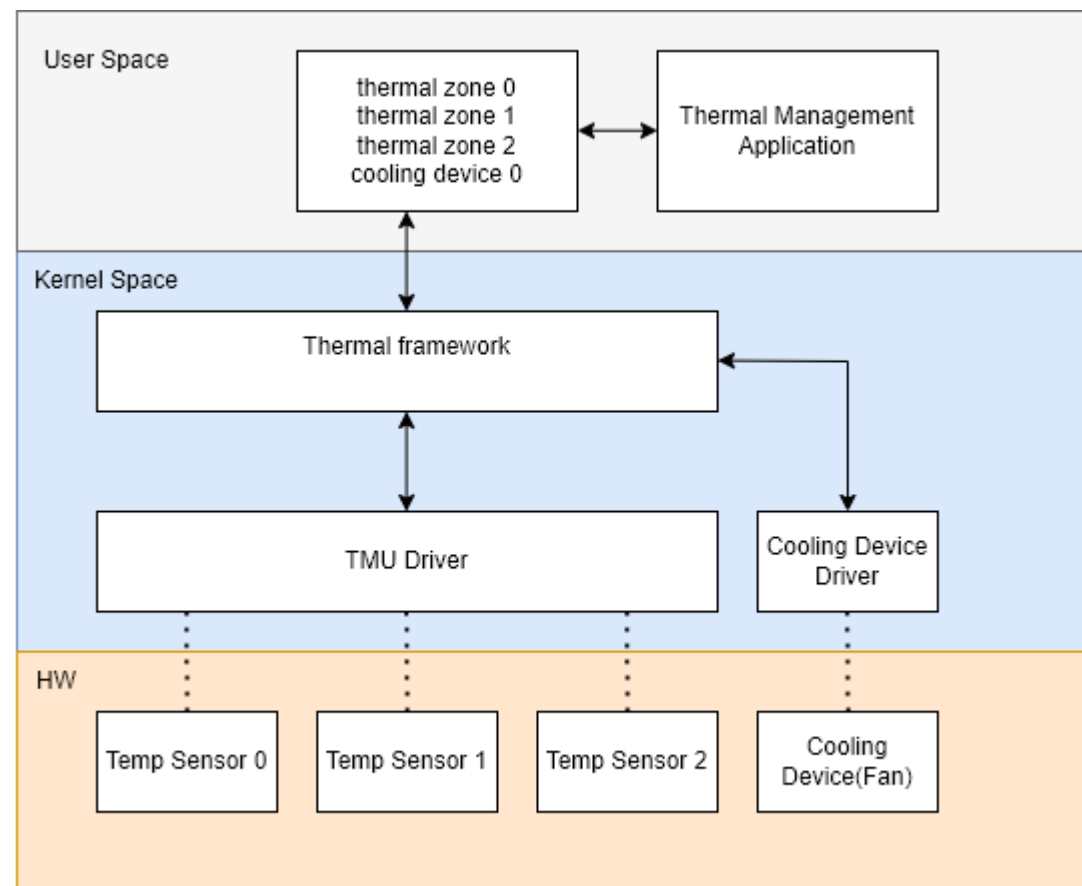 User Space
thermal zone 0
thermal zone 1
thermal zone 2
cooling device 0
Thermal Management
Application
Kernel Space
Thermal framework
TMU Driver
Cooling Device
Driver
HW
Temp Sensor 0
Temp Sensor 1
Temp Sensor 2
Cooling
Device(Fan)